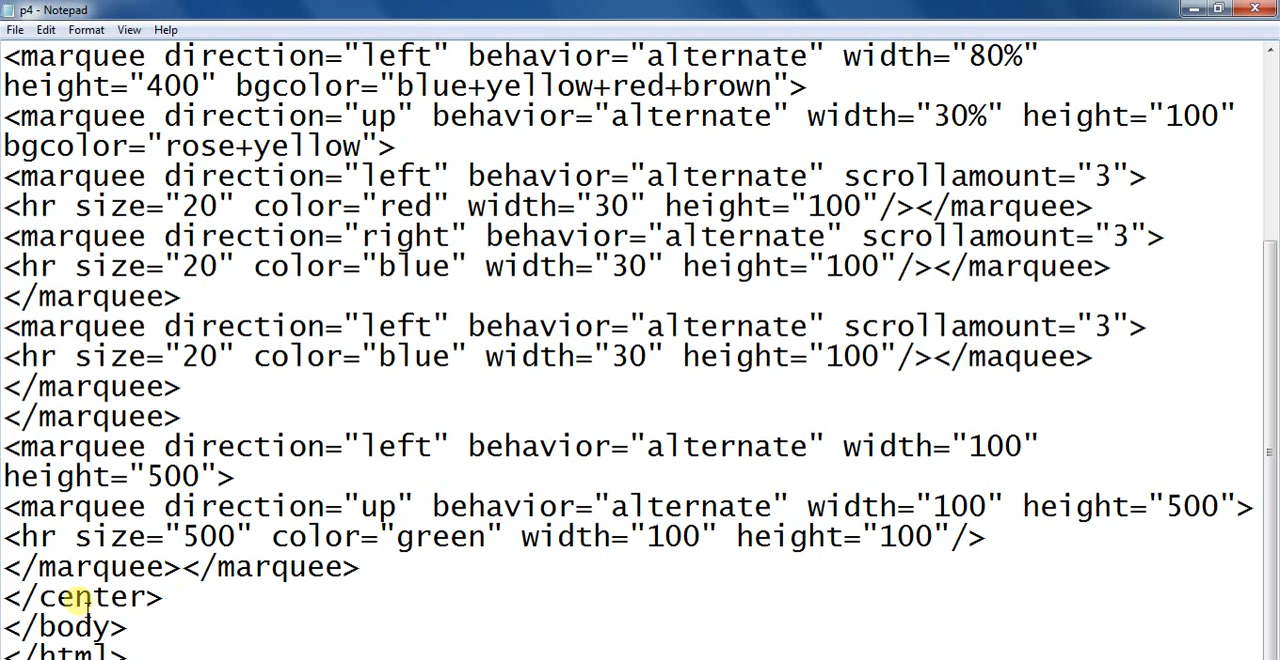 p4 - Notepad
File Edit Format View Help
<marquee direction="left" behavior="alternate" width="80%"
height="400" bgcolor="blue+yellow+red+brown">
<marquee direction="up" behavior="alternate" width="30%" height="100"
bgcolor="rose+yellow">
<marquee direction="left" behavior="alternate" scrollamount="3">
<hr size="20" color="red" width="30" height="100"/></marquee>
<marquee direction="right" behavior="alternate" scrollamount="3">
<hr size="20" color="blue" width="30" height="100"/></marquee>
</marquee>
<marquee direction="left" behavior="alternate" scrollamount="3">
<hr size="20" color="blue" width="30" height="100"/></maquee>
</marquee>
</marquee>
<marquee direction="left" behavior="alternate" width="100"
height="500">
<marquee direction="up" behavior="alternate" width="100" height="500">
<hr size="500" color="green" width="100" height="100"/>
</marquee></marquee>
</center>
</body>
</html>